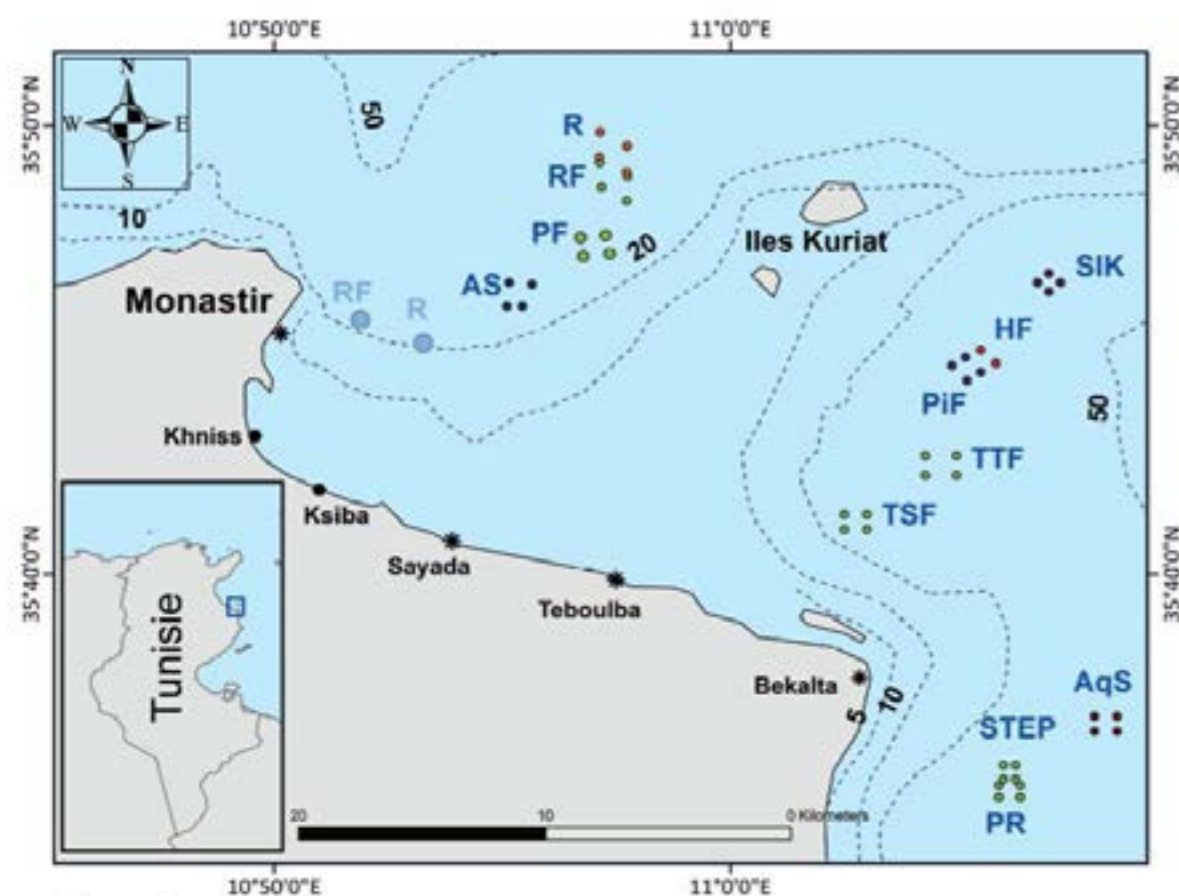 10°50'0"E
11°0'0"E
35°50'0"N
35°50'0"N
N
W
E
S
50
10
R
RF
PF
20
Iles Kuriat
AS
SIK
Monastir
RF
R
HF
PiF
50
Khniss
TTF
Ksiba
TSF
Sayada
35°40'0"N
35°40'0"N
Teboulba
Tunisie
Bekalta
5
10
AqS
STEP
PR
20
10
0 Kilometers
10°50'0"E
11°0'0"E